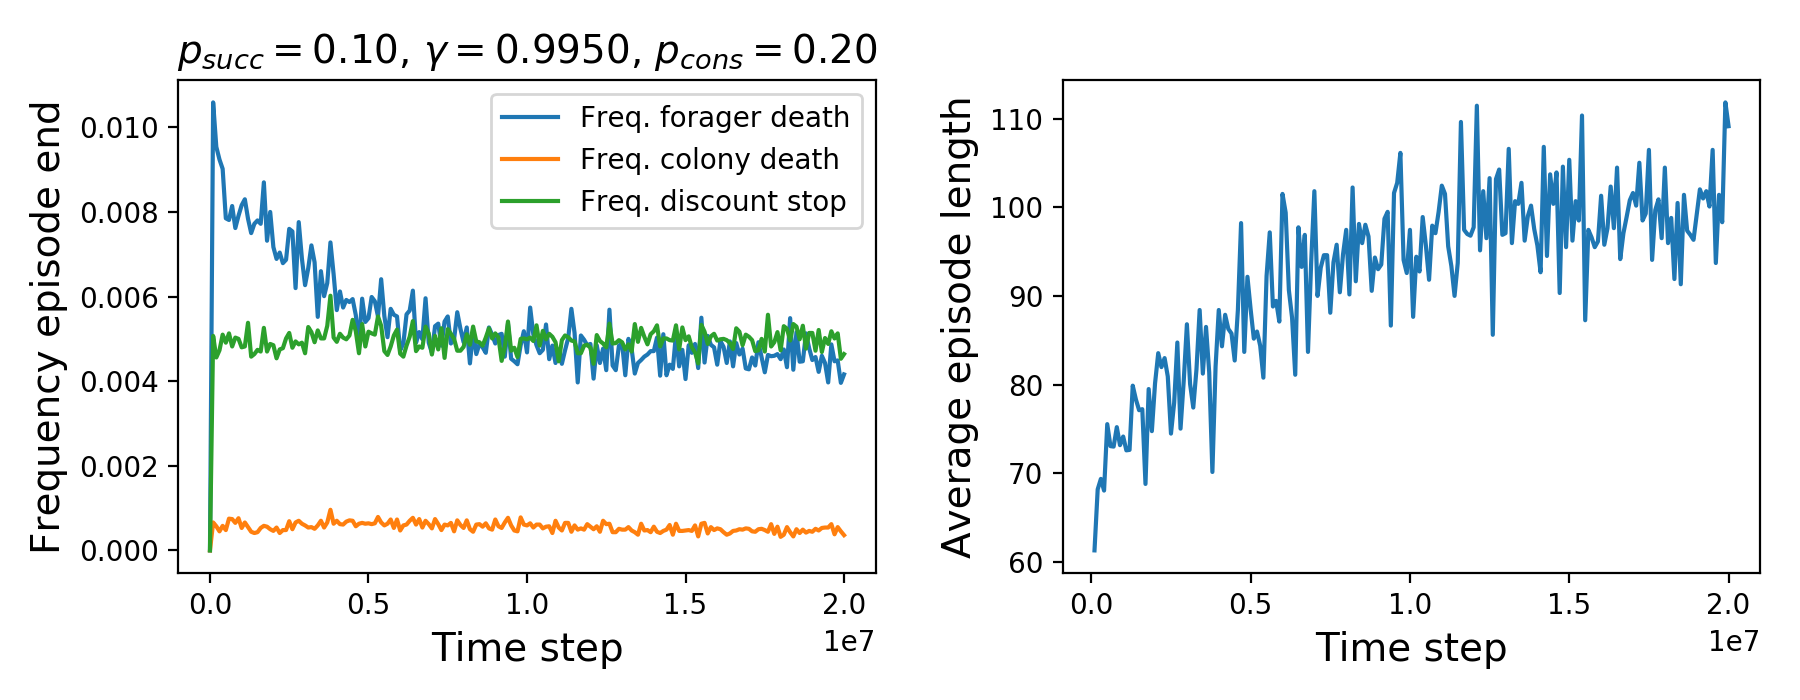 p_succ = 0.10, γ = 0.9950, p_cons = 0.20
Frequency episode end
0.010
0.008
0.006
0.004
0.002
0.000
Freq. forager death
Freq. colony death
Freq. discount stop
0.0 0.5 1.0 1.5 2.0
1e7
Time step
Average episode length
110
100
90
80
70
60
0.0 0.5 1.0 1.5 2.0
1e7
Time step